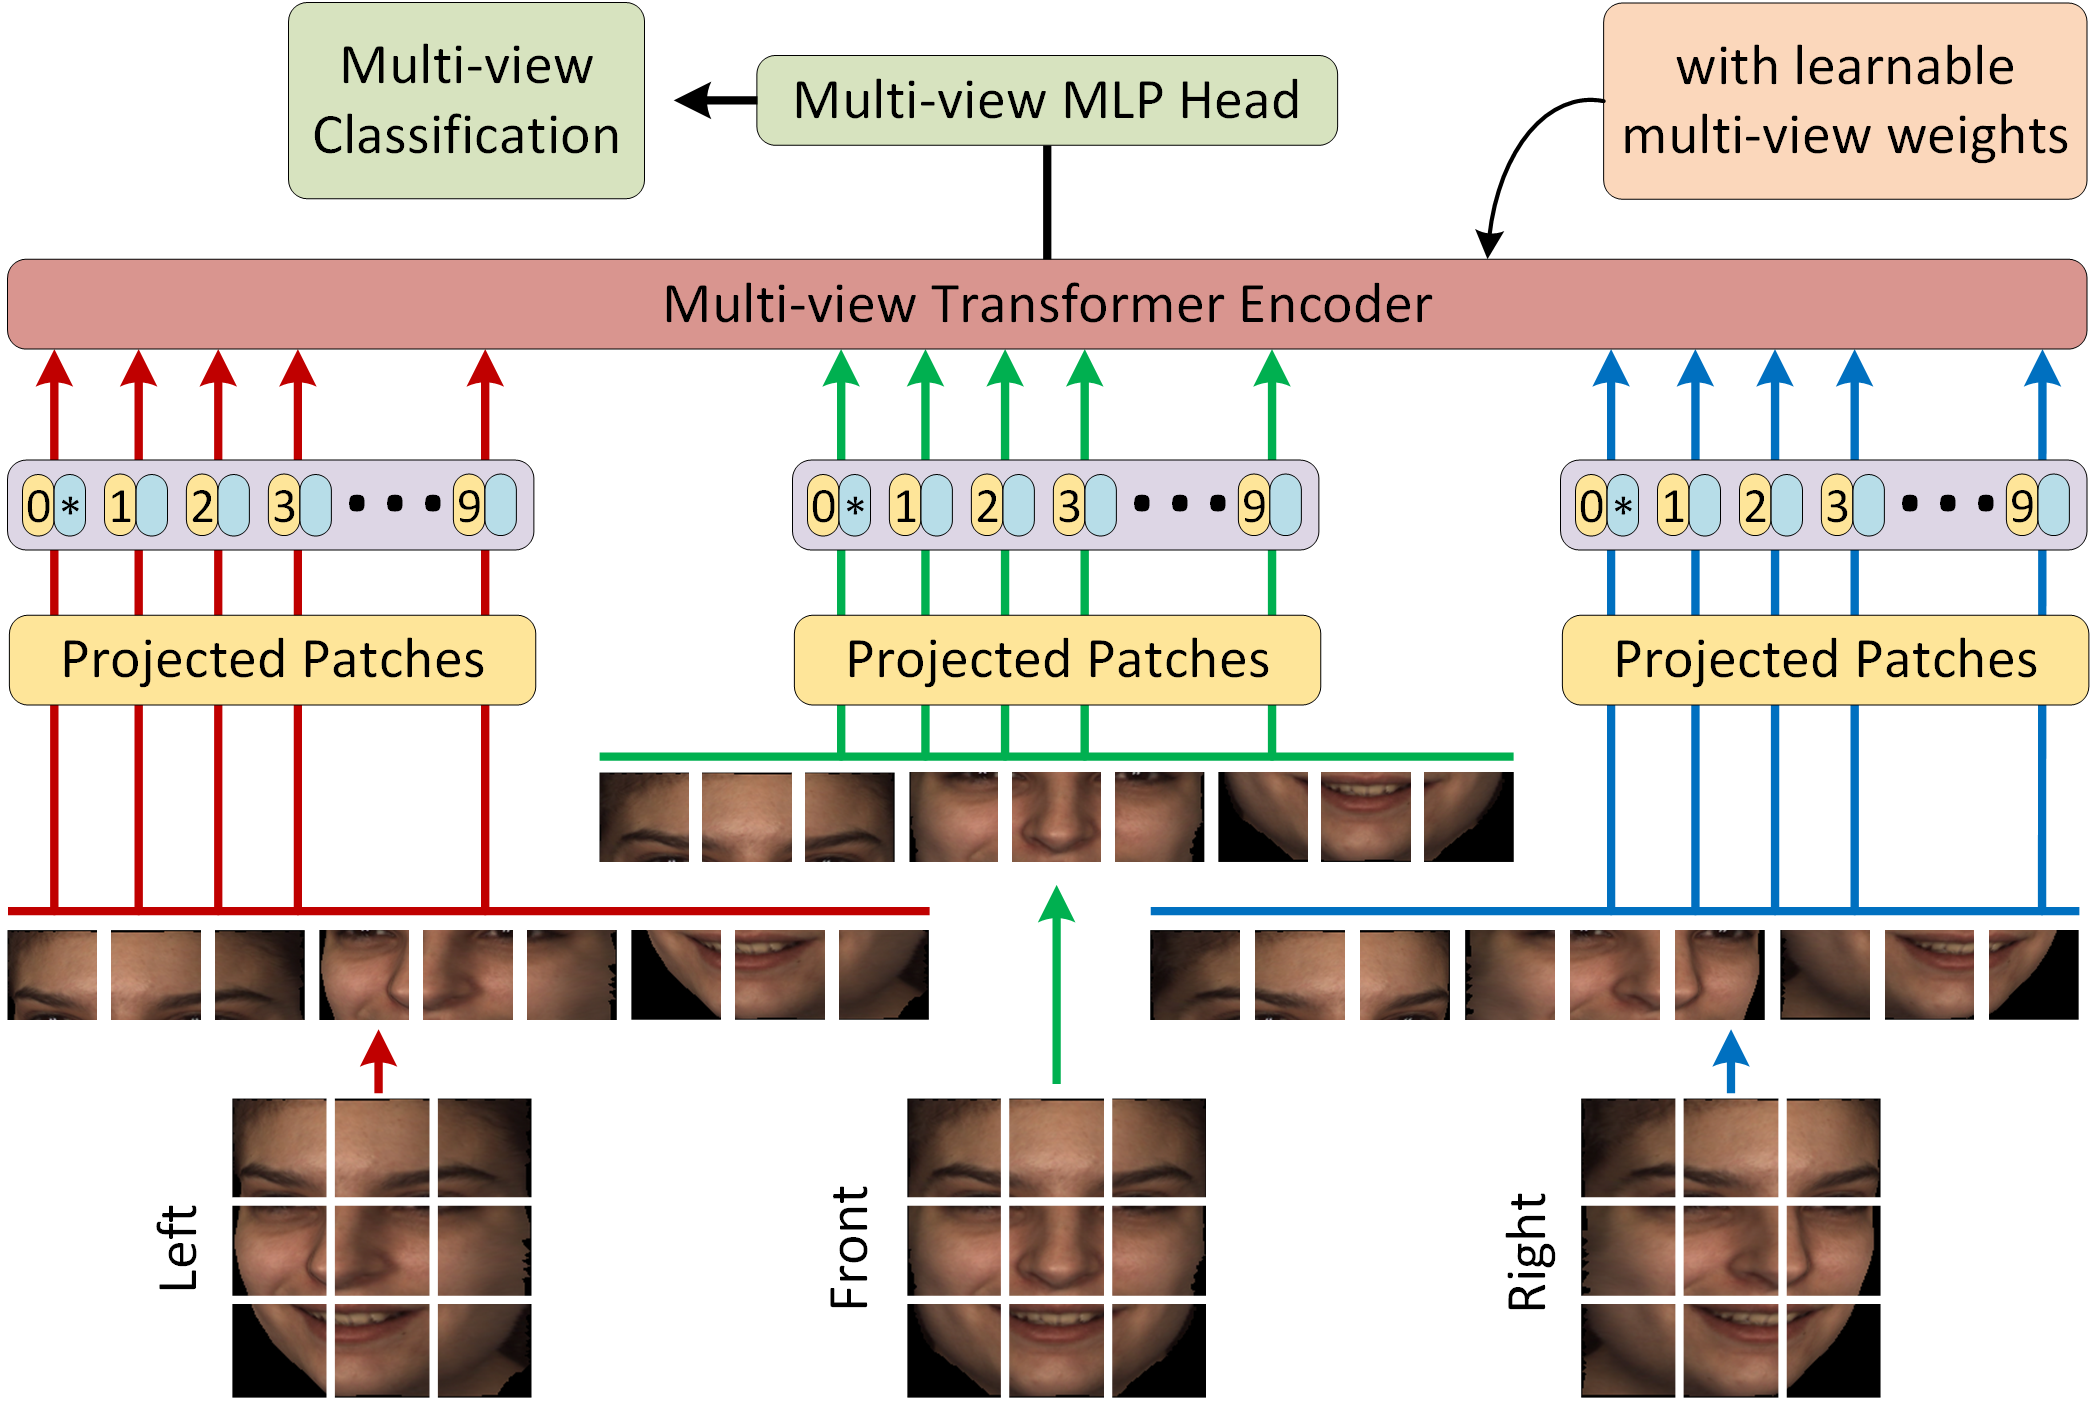 Multi-view
Classification
Multi-view MLP Head
with learnable
multi-view weights
Multi-view Transformer Encoder
0 * 1 2 3 • • • 9
0 * 1 2 3 • • • 9
0 * 1 2 3 • • • 9
Projected Patches
Projected Patches
Projected Patches
Left
Front
Right